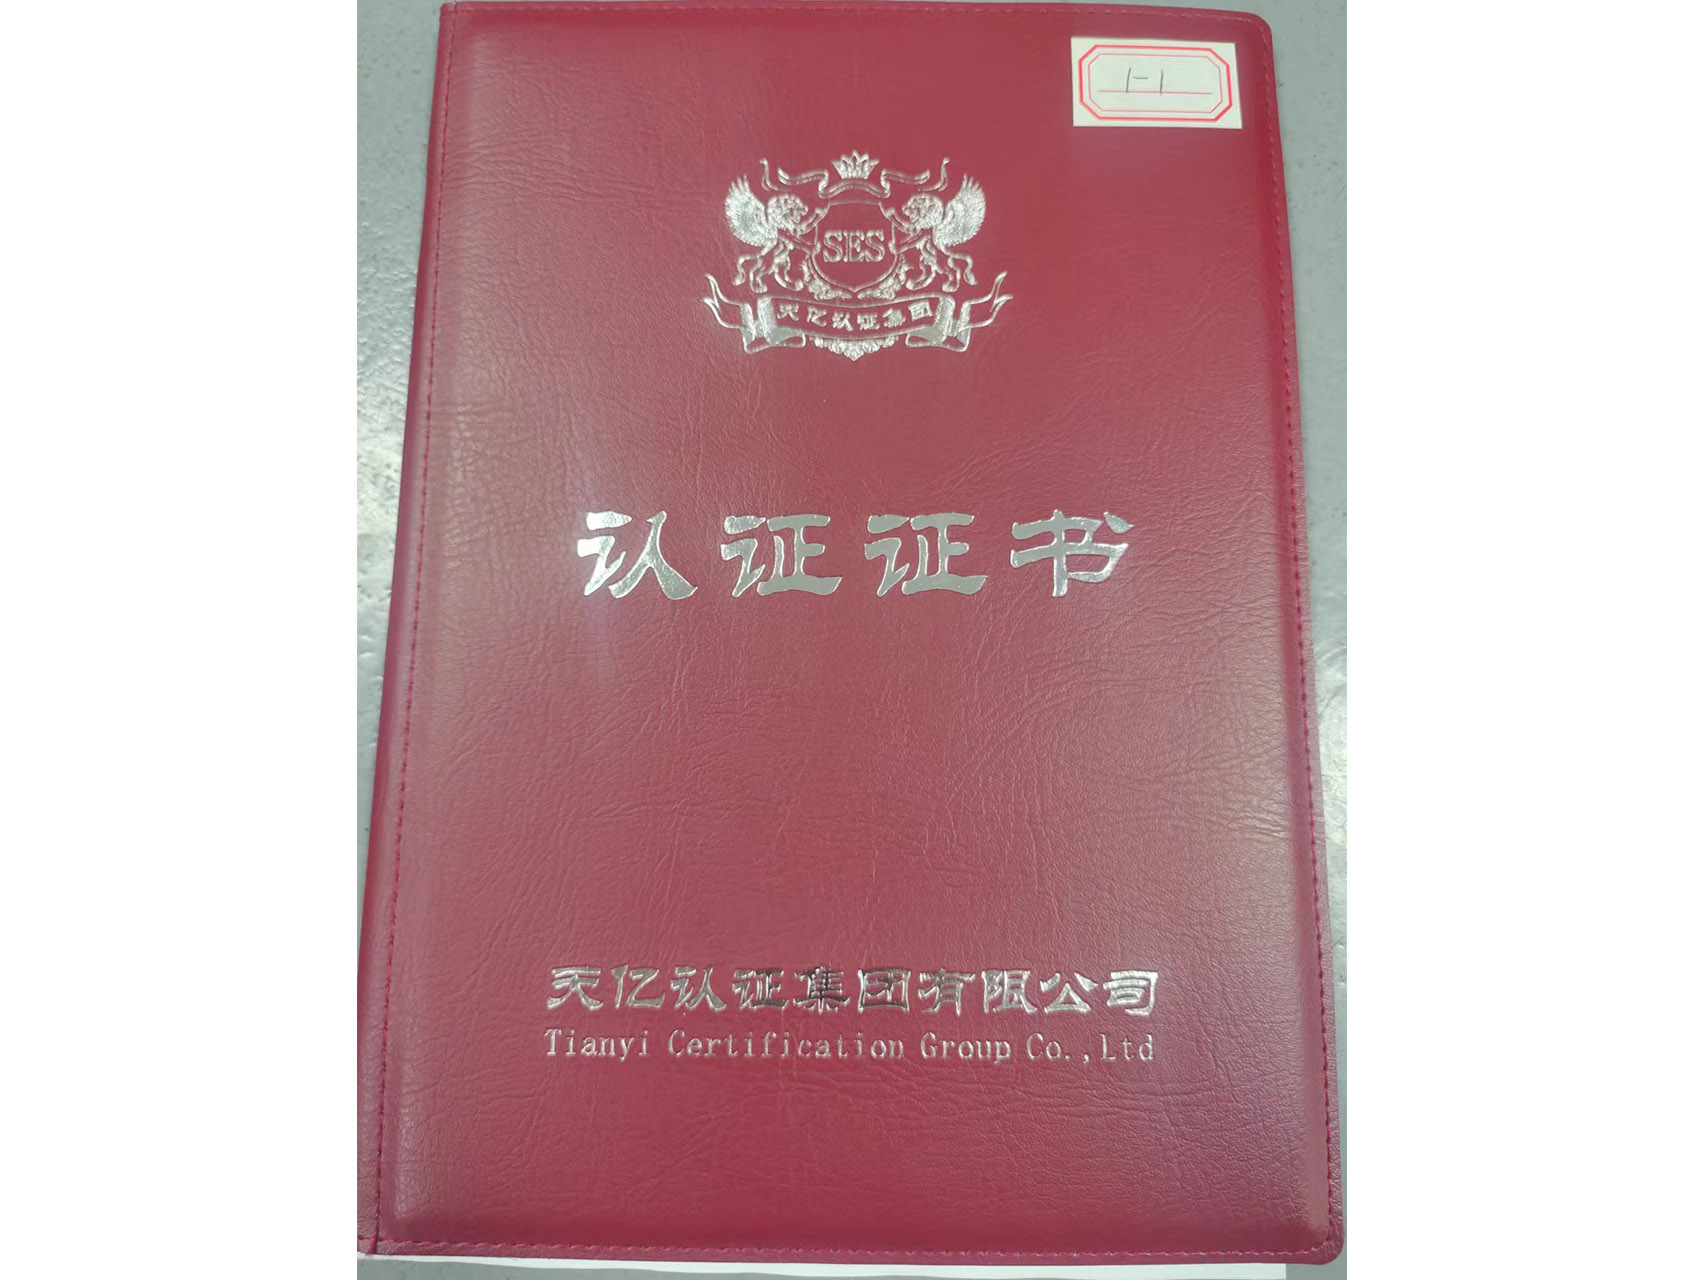 1-1
SES
天亿认证集团
认证证书
天亿认证集团有限公司
Tianyi Certification Group Co.,Ltd